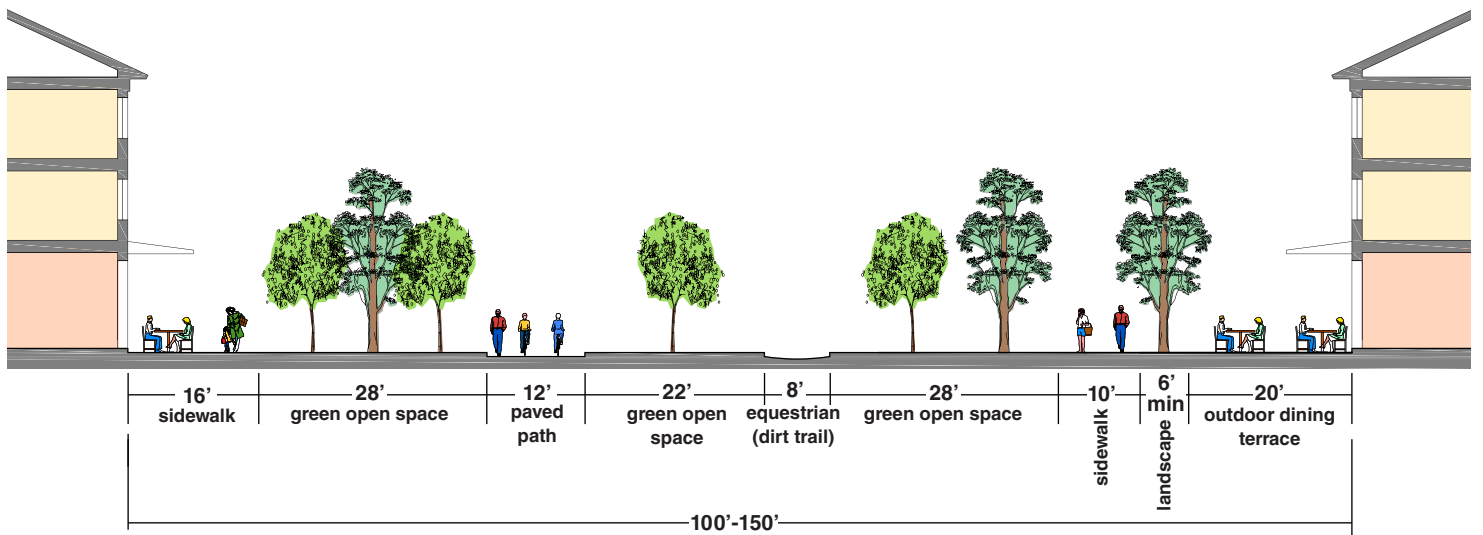 16’
sidewalk
28’
green open space
12’
paved
path
22’
green open
space
8’
equestrian
(dirt trail)
28’
green open space
10’
sidewalk
6’
min
landscape
20’
outdoor dining
terrace
100’-150’